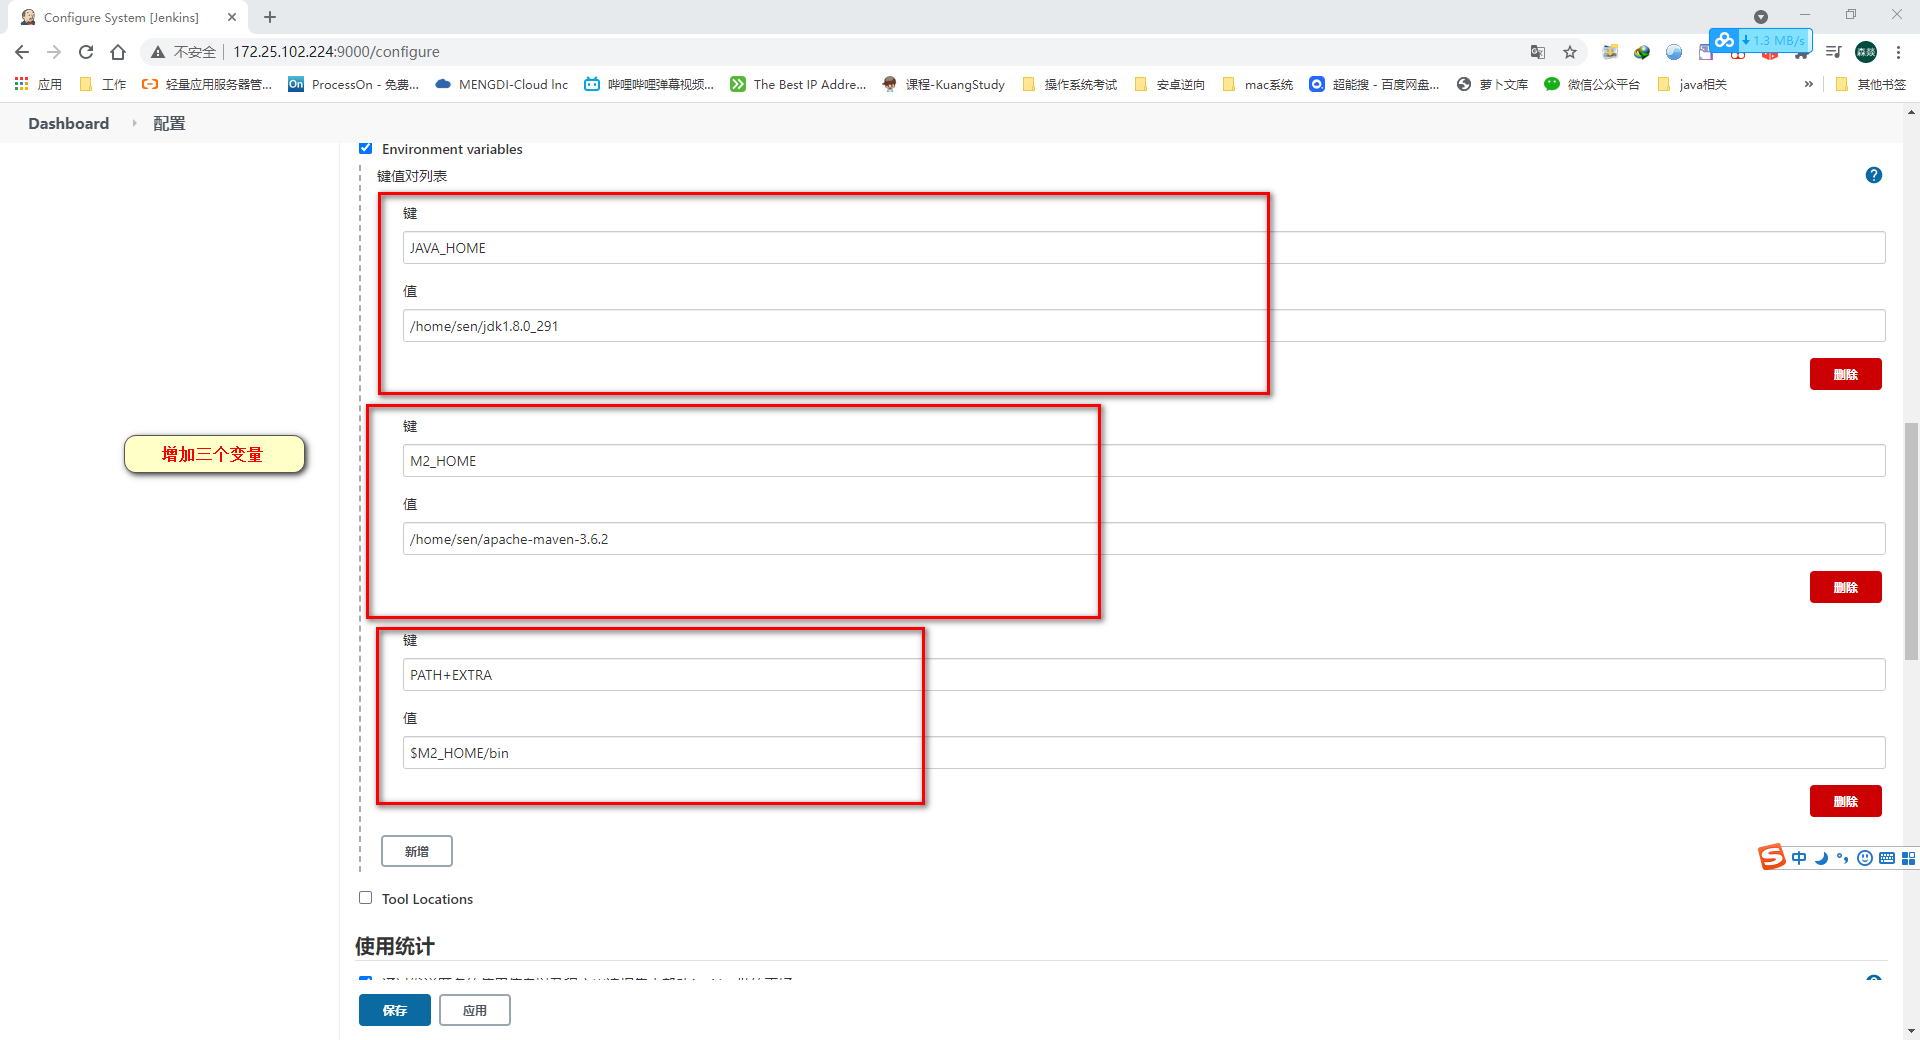 Configure System [Jenkins]
不安全 172.25.102.224:9000/configure
1.3 MB/s
森燚
应用 工作 轻量应用服务器管... On ProcessOn - 免费... MENGDI-Cloud Inc 哔哩哔哩弹幕视频... The Best IP Addre... 课程-KuangStudy 操作系统考试 安卓逆向 mac系统 超能搜 - 百度网盘... 萝卜文库 微信公众平台 java相关 » 其他书签
Dashboard 配置
Environment variables
键值对列表
键
JAVA_HOME
值
/home/sen/jdk1.8.0_291
删除
键
M2_HOME
增加三个变量
值
/home/sen/apache-maven-3.6.2
删除
键
PATH+EXTRA
值
$M2_HOME/bin
删除
新增
中
Tool Locations
使用统计
保存 应用